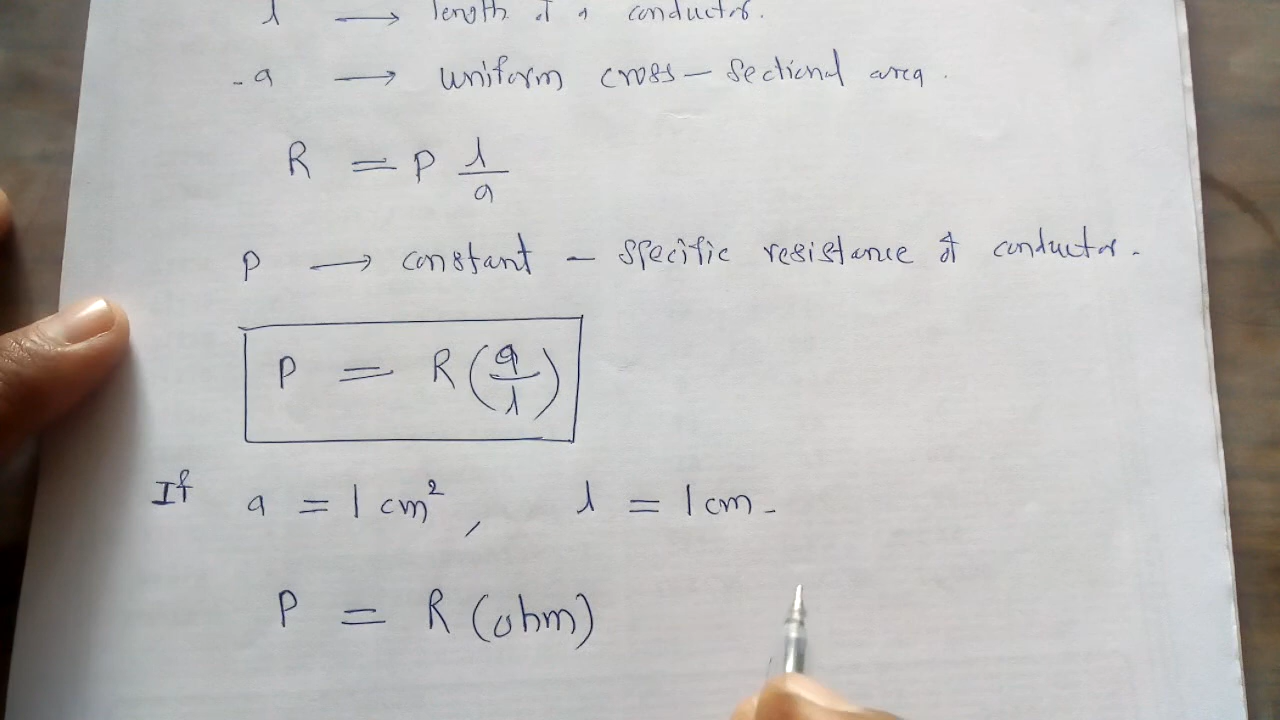 l → length of a conductor.
- a → uniform cross - sectional area.
R = ρ l/a
ρ → constant - specific resistance of conductor.
ρ = R (a/l)
If a = 1 cm², l = 1 cm -
ρ = R (ohm)